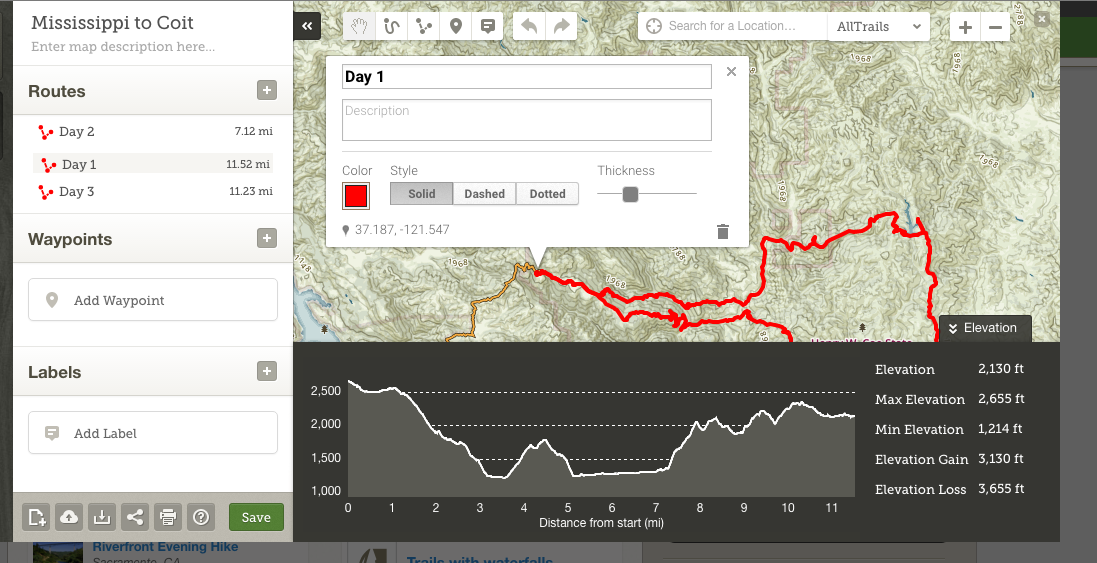 Mississippi to Coit
Enter map description here...
Routes
Day 2 7.12 mi
Day 1 11.52 mi
Day 3 11.23 mi
Waypoints
Add Waypoint
Labels
Add Label
Save
Search for a Location...
AllTrails
Day 1
Description
Color
Style
Thickness
Solid
Dashed
Dotted
37.187, -121.547
1968
1968
1968
1968
1968
1148
Elevation
2,500
2,000
1,500
1,000
0 1 2 3 4 5 6 7 8 9 10 11
Distance from start (mi)
Elevation 2,130 ft
Max Elevation 2,655 ft
Min Elevation 1,214 ft
Elevation Gain 3,130 ft
Elevation Loss 3,655 ft
Riverfront Evening Hike
Sacramento, CA
Trails with waterfalls